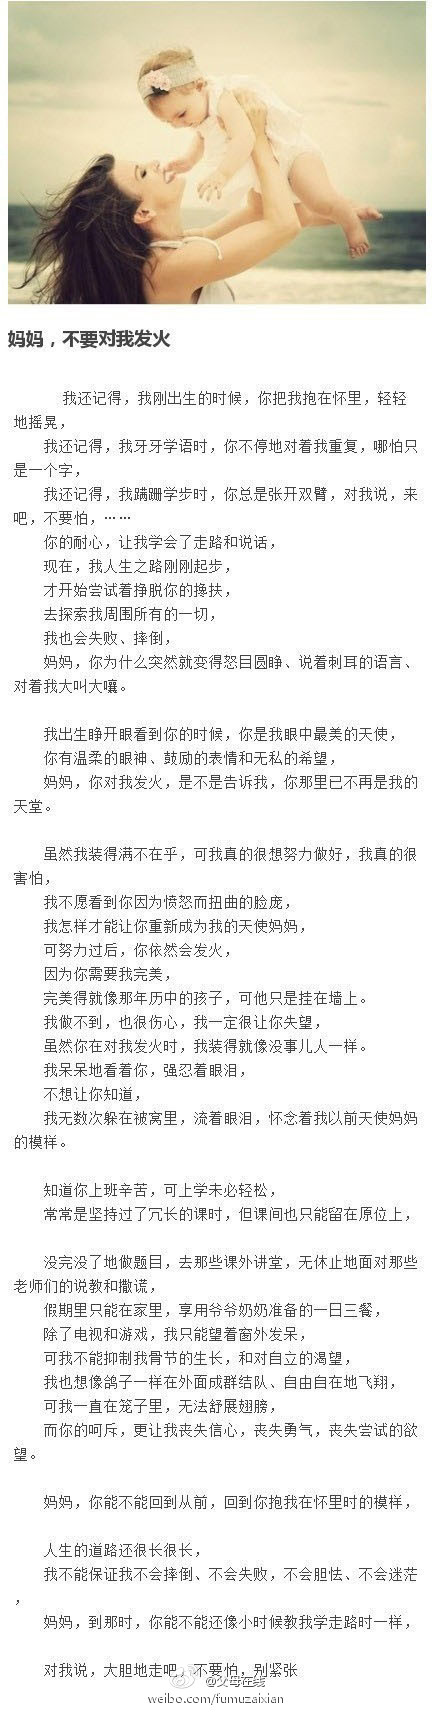 妈妈，不要对我发火
我还记得，我刚出生的时候，你把我抱在怀里，轻轻
地摇晃，
我还记得，我牙牙学语时，你不停地对着我重复，哪怕只
是一个字，
我还记得，我蹒跚学步时，你总是张开双臂，对我说，来
吧，不要怕，……
你的耐心，让我学会了走路和说话，
现在，我人生之路刚刚起步，
才开始尝试着挣脱你的搀扶，
去探索我周围所有的一切，
我也会失败、摔倒，
妈妈，你为什么突然就变得怒目圆睁、说着刺耳的语言、
对着我大叫大嚷。
我出生睁开眼看到你的时候，你是我眼中最美的天使，
你有温柔的眼神、鼓励的表情和无私的希望，
妈妈，你对我发火，是不是告诉我，你那里已不再是我的
天堂。
虽然我装得满不在乎，可我真的很想努力做好，我真的很
害怕，
我不愿看到你因为愤怒而扭曲的脸庞，
我怎样才能让你重新成为我的天使妈妈，
可努力过后，你依然会发火，
因为你需要我完美，
完美得就像那年历中的孩子，可他只是挂在墙上。
我做不到，也很伤心，我一定很让你失望，
虽然你在对我发火时，我装得就像没事儿人一样。
我呆呆地看着你，强忍着眼泪，
不想让你知道，
我无数次躲在被窝里，流着眼泪，怀念着我以前天使妈妈
的模样。
知道你上班辛苦，可上学未必轻松，
常常是坚持过了冗长的课时，但课间也只能留在原位上，
没完没了地做题目，去那些课外讲堂，无休止地面对那些
老师们的说教和撒谎，
假期里只能在家里，享用爷爷奶奶准备的一日三餐，
除了电视和游戏，我只能望着窗外发呆，
可我不能抑制我骨节的生长，和对自立的渴望，
我也想像鸽子一样在外面成群结队、自由自在地飞翔，
可我一直在笼子里，无法舒展翅膀，
而你的呵斥，更让我丧失信心，丧失勇气，丧失尝试的欲
望。
妈妈，你能不能回到从前，回到你抱我在怀里时的模样，
人生的道路还很长很长，
我不能保证我不会摔倒、不会失败，不会胆怯、不会迷茫
，
妈妈，到那时，你能不能还像小时候教我学走路时一样，
对我说，大胆地走吧，不要怕，别紧张
@父母在线
weibo.com/fumuzaixian